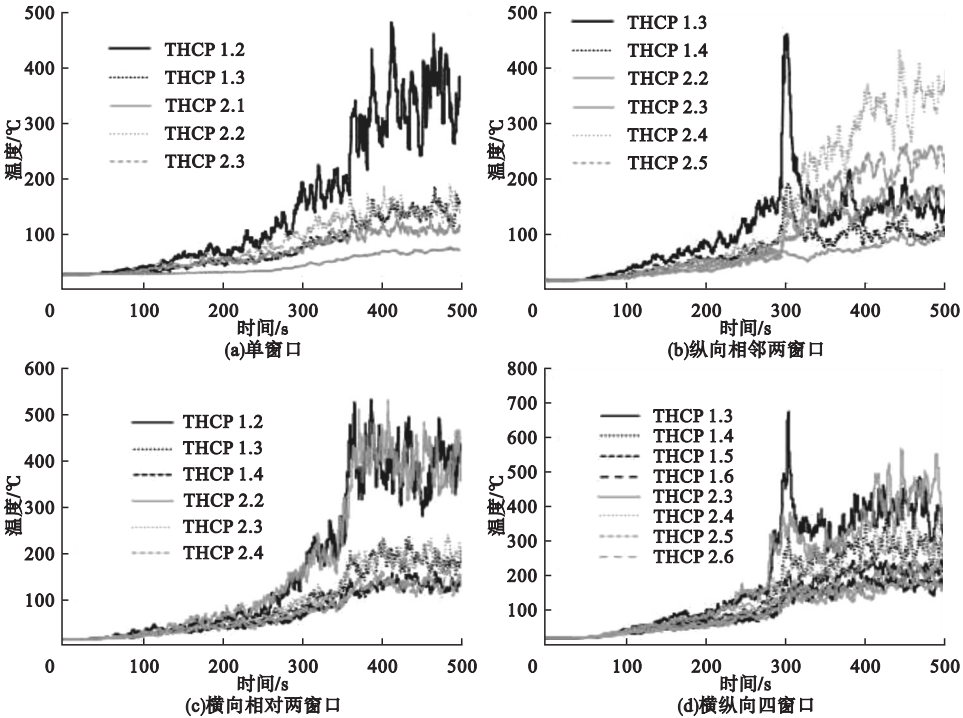 500
400
300
200
100
温度/℃
THCP 1.2
THCP 1.3
THCP 2.1
THCP 2.2
THCP 2.3
0 100 200 300 400 500
时间/s
(a)单窗口
500
400
300
200
100
温度/℃
THCP 1.3
THCP 1.4
THCP 2.2
THCP 2.3
THCP 2.4
THCP 2.5
0 100 200 300 400 500
时间/s
(b)纵向相邻两窗口
600
500
400
300
200
100
温度/℃
THCP 1.2
THCP 1.3
THCP 1.4
THCP 2.2
THCP 2.3
THCP 2.4
0 100 200 300 400 500
时间/s
(c)横向相对两窗口
800
700
600
500
400
300
200
100
温度/℃
THCP 1.3
THCP 1.4
THCP 1.5
THCP 1.6
THCP 2.3
THCP 2.4
THCP 2.5
THCP 2.6
0 100 200 300 400 500
时间/s
(d)横纵向四窗口